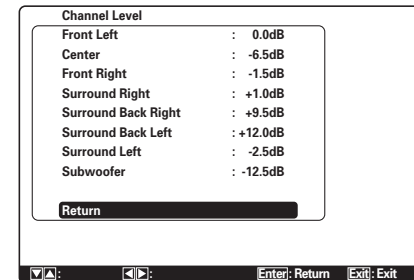 Channel Level
Front Left : 0.0dB
Center : -6.5dB
Front Right : -1.5dB
Surround Right : +1.0dB
Surround Back Right : +9.5dB
Surround Back Left : +12.0dB
Surround Left : -2.5dB
Subwoofer : -12.5dB
Return
▼▲: ◀▶: Enter: Return Exit: Exit